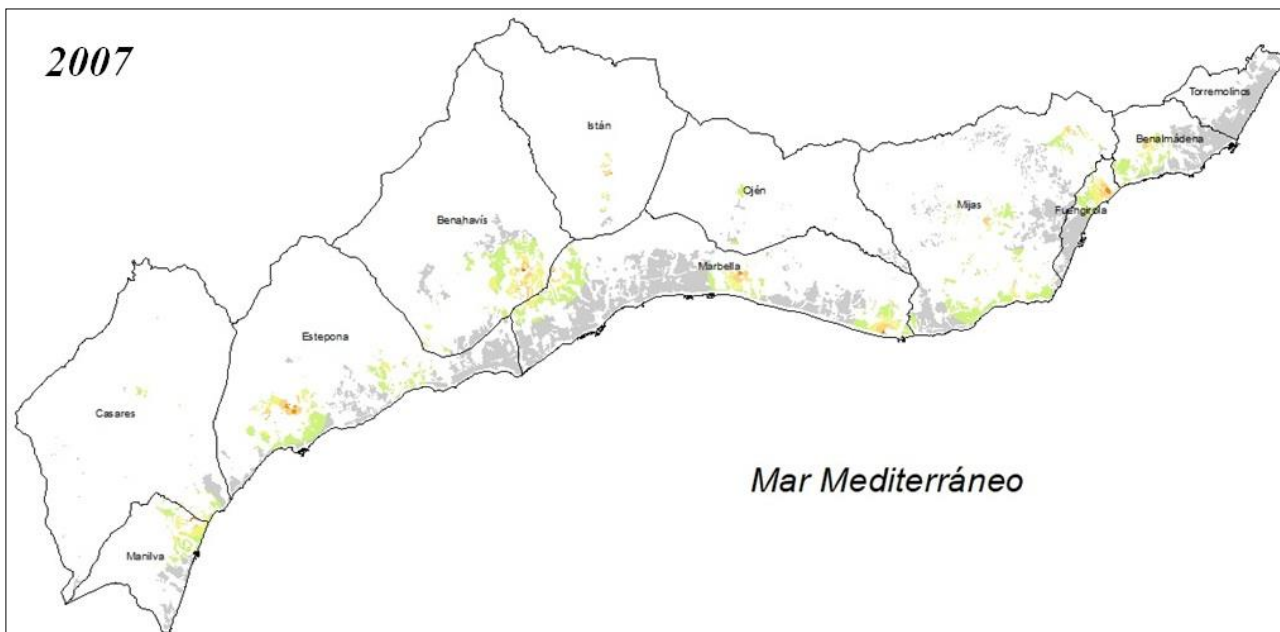 2007
Torremolinos
Istán
Benalmádena
Ojén
Mijas
Fuengirola
Benahavís
Marbella
Estepona
Casares
Mar Mediterráneo
Manilva